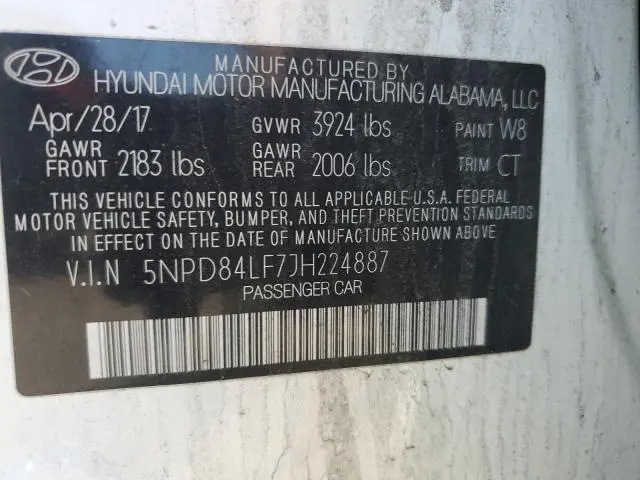 MANUFACTURED BY
HYUNDAI MOTOR MANUFACTURING ALABAMA, LLC
Apr/28/17 GVWR 3924 lbs PAINT W8
GAWR FRONT 2183 lbs GAWR REAR 2006 lbs TRIM CT
THIS VEHICLE CONFORMS TO ALL APPLICABLE U.S.A. FEDERAL
MOTOR VEHICLE SAFETY, BUMPER, AND THEFT PREVENTION STANDARDS
IN EFFECT ON THE DATE OF MANUFACTURE SHOWN ABOVE.
V.I.N 5NPD84LF7JH224887
PASSENGER CAR